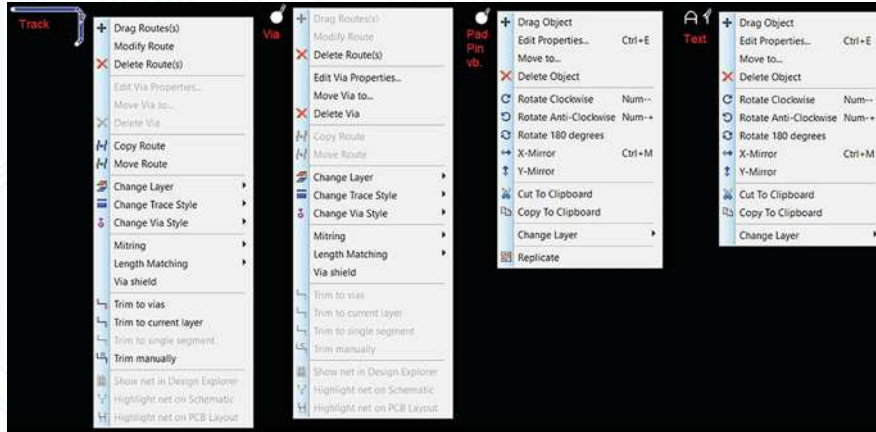 Track
Drag Routes(s)
Modify Route
Delete Route(s)
Edit Via Properties...
Move Via to...
Delete Via
Copy Route
Move Route
Change Layer
Change Trace Style
Change Via Style
Mitring
Length Matching
Via shield
Trim to vias
Trim to current layer
Trim to single segment
Trim manually
Show net in Design Explorer
Highlight net on Schematic
Highlight net on PCB Layout
Via
Drag Routes(s)
Modify Route
Delete Route(s)
Edit Via Properties...
Move Via to...
Delete Via
Copy Route
Move Route
Change Layer
Change Trace Style
Change Via Style
Mitring
Length Matching
Via shield
Trim to vias
Trim to current layer
Trim to single segment
Trim manually
Show net in Design Explorer
Highlight net on Schematic
Highlight net on PCB Layout
Pad
Pin
vb.
Drag Object
Edit Properties... Ctrl+E
Move to...
Delete Object
Rotate Clockwise Num--
Rotate Anti-Clockwise Num-+
Rotate 180 degrees
X-Mirror Ctrl+M
Y-Mirror
Cut To Clipboard
Copy To Clipboard
Change Layer
Replicate
A
Text
Drag Object
Edit Properties... Ctrl+E
Move to...
Delete Object
Rotate Clockwise Num--
Rotate Anti-Clockwise Num-+
Rotate 180 degrees
X-Mirror Ctrl+M
Y-Mirror
Cut To Clipboard
Copy To Clipboard
Change Layer